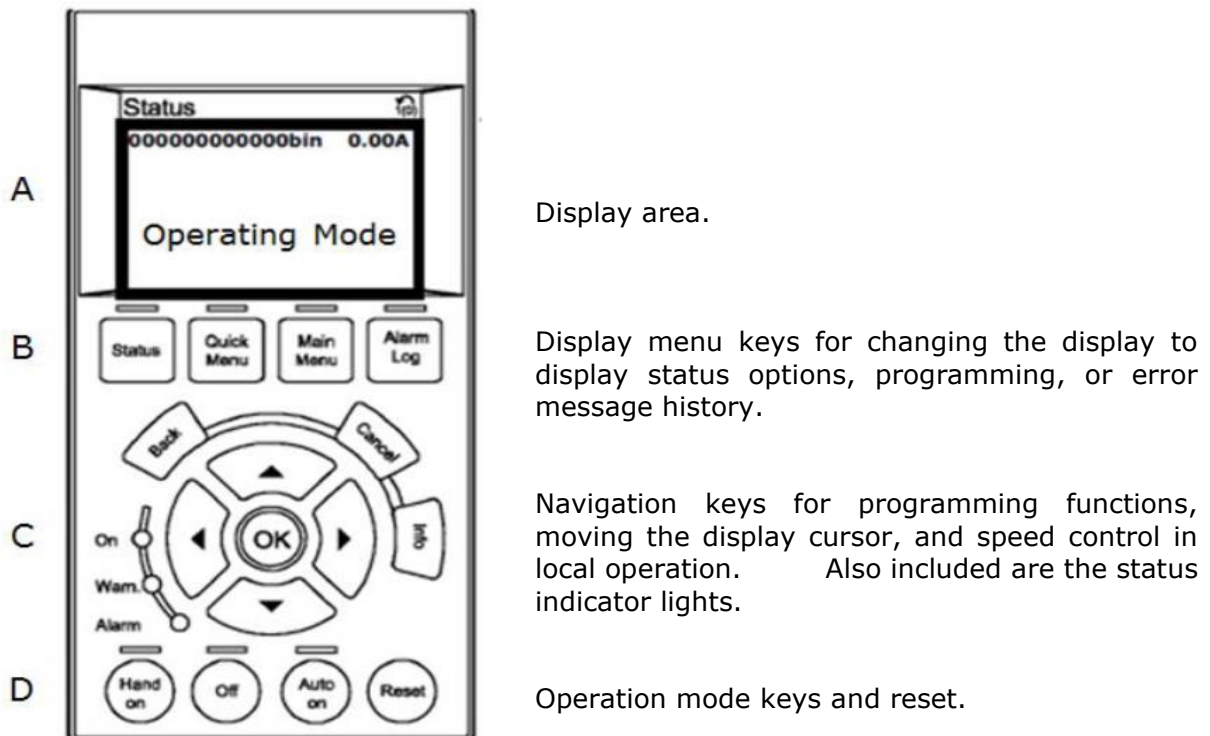 Status
000000000000bin 0.00A
A
Operating Mode
Display area.
B
Status
Quick
Menu
Main
Menu
Alarm
Log
Display menu keys for changing the display to
display status options, programming, or error
message history.
Back
Cancel
C
On
Warn.
Alarm
OK
Info
Navigation keys for programming functions,
moving the display cursor, and speed control in
local operation. Also included are the status
indicator lights.
D
Hand
on
Off
Auto
on
Reset
Operation mode keys and reset.